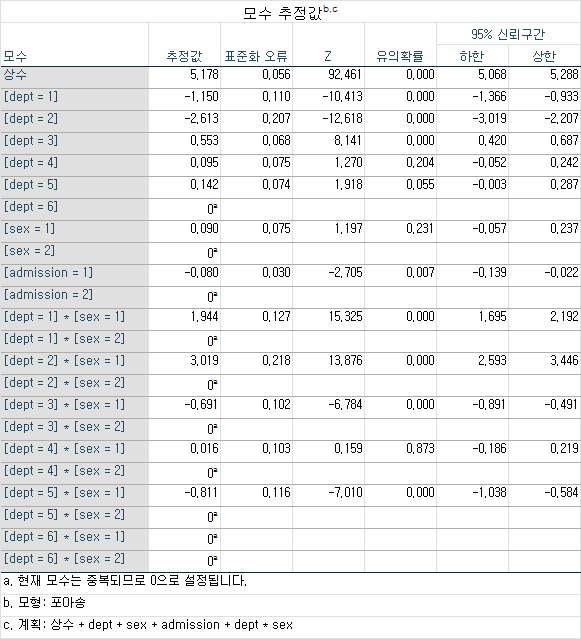 모수 추정값b,c
95% 신뢰구간
모수 추정값 표준화 오류 Z 유의확률 하한 상한
상수 5,178 0,056 92,461 0,000 5,068 5,288
[dept = 1] -1,150 0,110 -10,413 0,000 -1,366 -0,933
[dept = 2] -2,613 0,207 -12,618 0,000 -3,019 -2,207
[dept = 3] 0,553 0,068 8,141 0,000 0,420 0,687
[dept = 4] 0,095 0,075 1,270 0,204 -0,052 0,242
[dept = 5] 0,142 0,074 1,918 0,055 -0,003 0,287
[dept = 6] 0a
[sex = 1] 0,090 0,075 1,197 0,231 -0,057 0,237
[sex = 2] 0a
[admission = 1] -0,080 0,030 -2,705 0,007 -0,139 -0,022
[admission = 2] 0a
[dept = 1] * [sex = 1] 1,944 0,127 15,325 0,000 1,695 2,192
[dept = 1] * [sex = 2] 0a
[dept = 2] * [sex = 1] 3,019 0,218 13,876 0,000 2,593 3,446
[dept = 2] * [sex = 2] 0a
[dept = 3] * [sex = 1] -0,691 0,102 -6,784 0,000 -0,891 -0,491
[dept = 3] * [sex = 2] 0a
[dept = 4] * [sex = 1] 0,016 0,103 0,159 0,873 -0,186 0,219
[dept = 4] * [sex = 2] 0a
[dept = 5] * [sex = 1] -0,811 0,116 -7,010 0,000 -1,038 -0,584
[dept = 5] * [sex = 2] 0a
[dept = 6] * [sex = 1] 0a
[dept = 6] * [sex = 2] 0a
a. 현재 모수는 중복되므로 0으로 설정됩니다.
b. 모형: 포아송
c. 계획: 상수 + dept + sex + admission + dept * sex